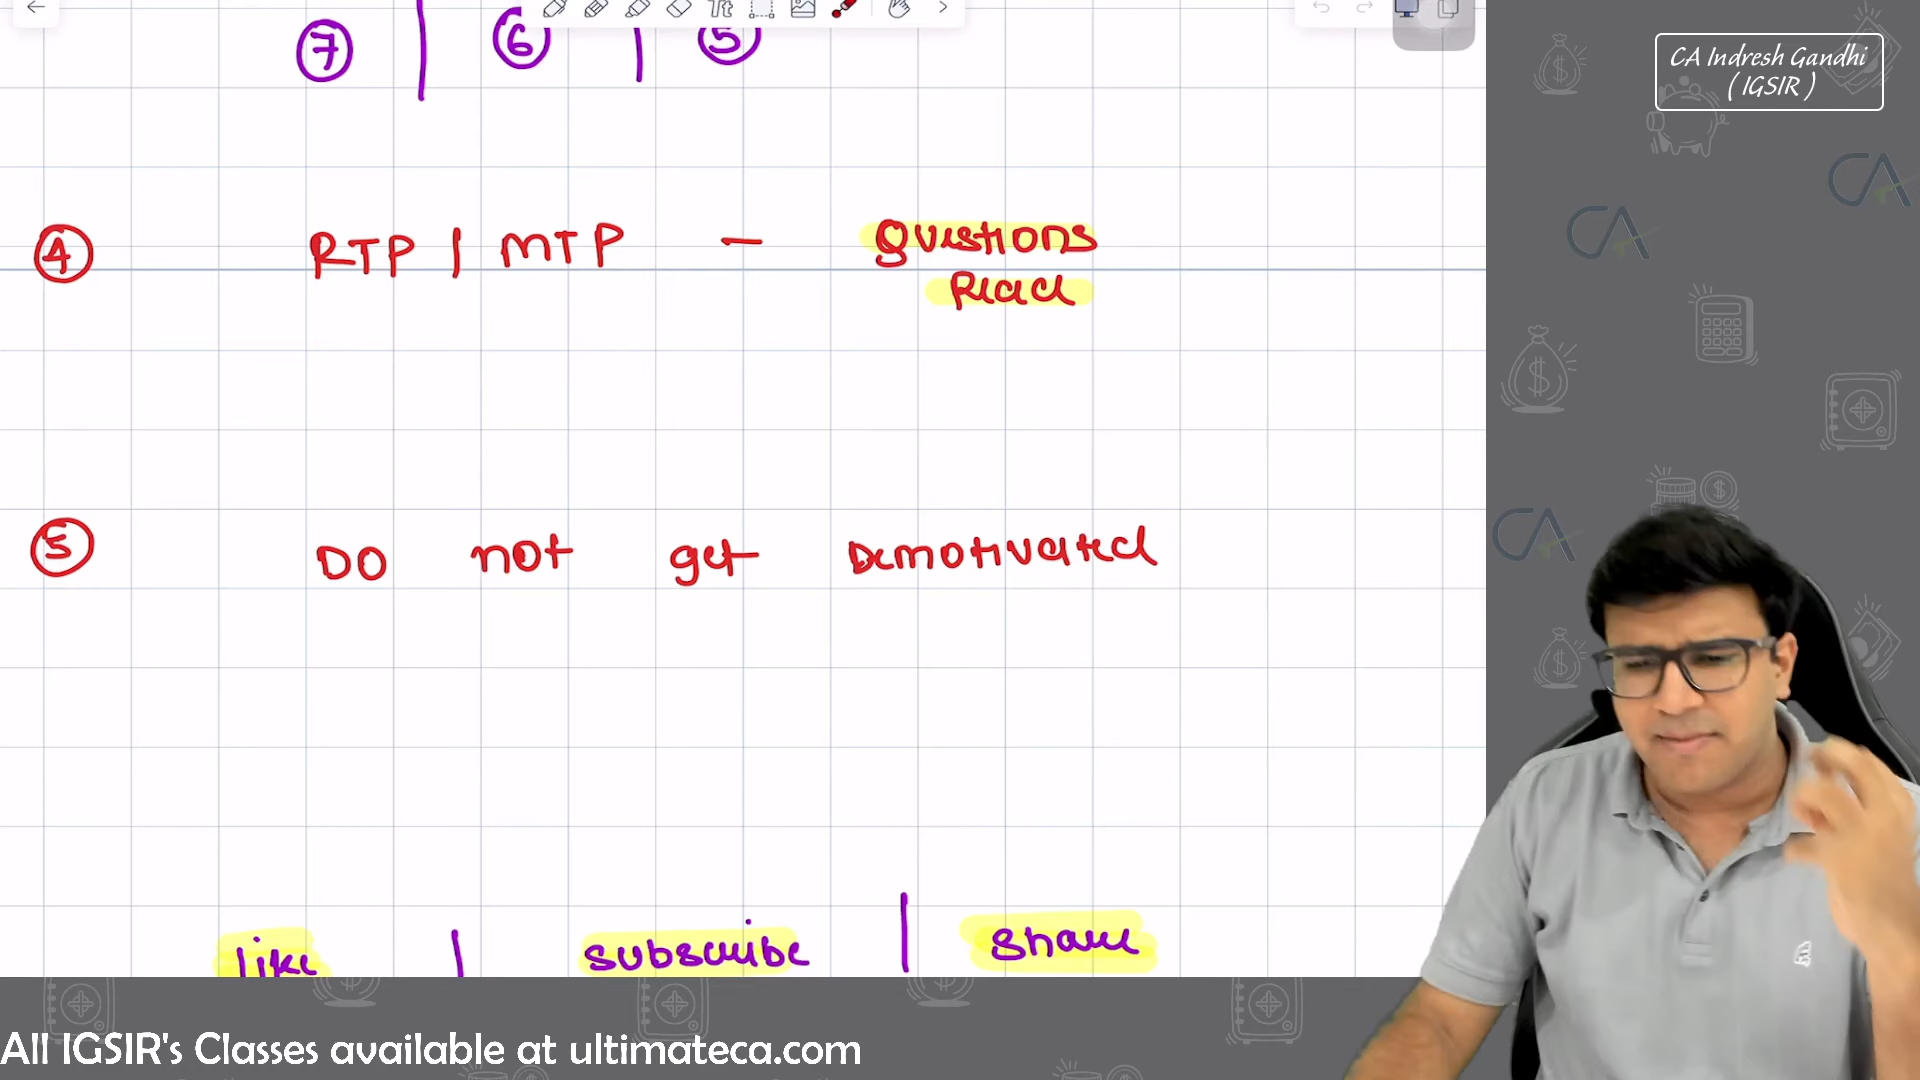 CA Indresh Gandhi
( IGSIR )
7 | 6 | 5
4 RTP | MTP - Questions
Read
5 Do not get Demotivated
like | subscribe | share
All IGSIR's Classes available at ultimateca.com